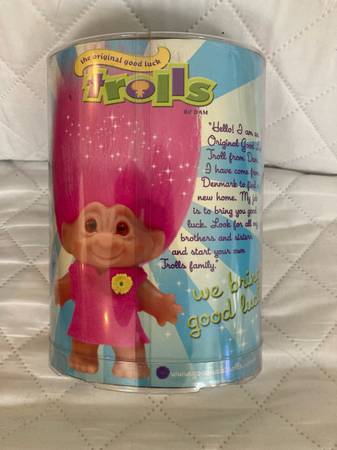 the original good luck
trolls
BY DAM
"Hello! I am an
Original Good
Troll from Dam.
I have come from
Denmark to find a
new home. My job
is to bring you good
luck. Look for all my
brothers and sisters
and start your own
Trolls family."
we bring
good luck